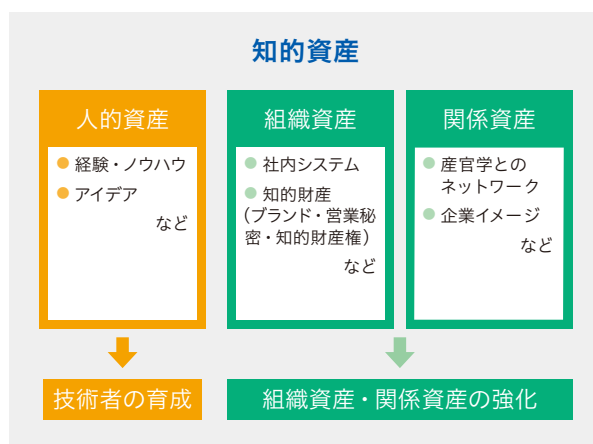 知的資産
人的資産
経験・ノウハウ
アイデア
など
組織資産
社内システム
知的財産
(ブランド・営業秘
密・知的財産権)
など
関係資産
産官学との
ネットワーク
企業イメージ
など
技術者の育成
組織資産・関係資産の強化